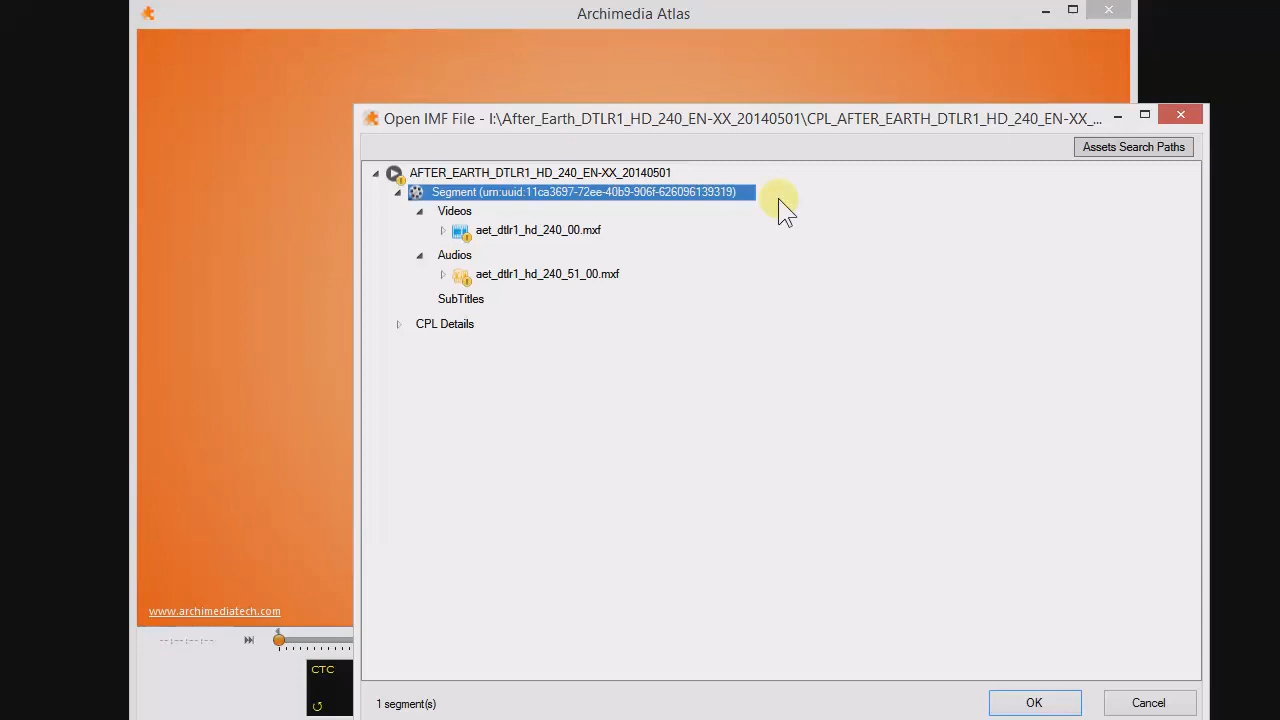 Archimedia Atlas
Open IMF File - I:\After_Earth_DTLR1_HD_240_EN-XX_20140501\CPL_AFTER_EARTH_DTLR1_HD_240_EN-XX_...
Assets Search Paths
AFTER_EARTH_DTLR1_HD_240_EN-XX_20140501
Segment (urn:uuid:11ca3697-72ee-40b9-906f-626096139319)
Videos
aet_dtlr1_hd_240_00.mxf
Audios
aet_dtlr1_hd_240_51_00.mxf
SubTitles
CPL Details
www.archimediatech.com
--:--:--:--
CTC
1 segment(s)
OK
Cancel